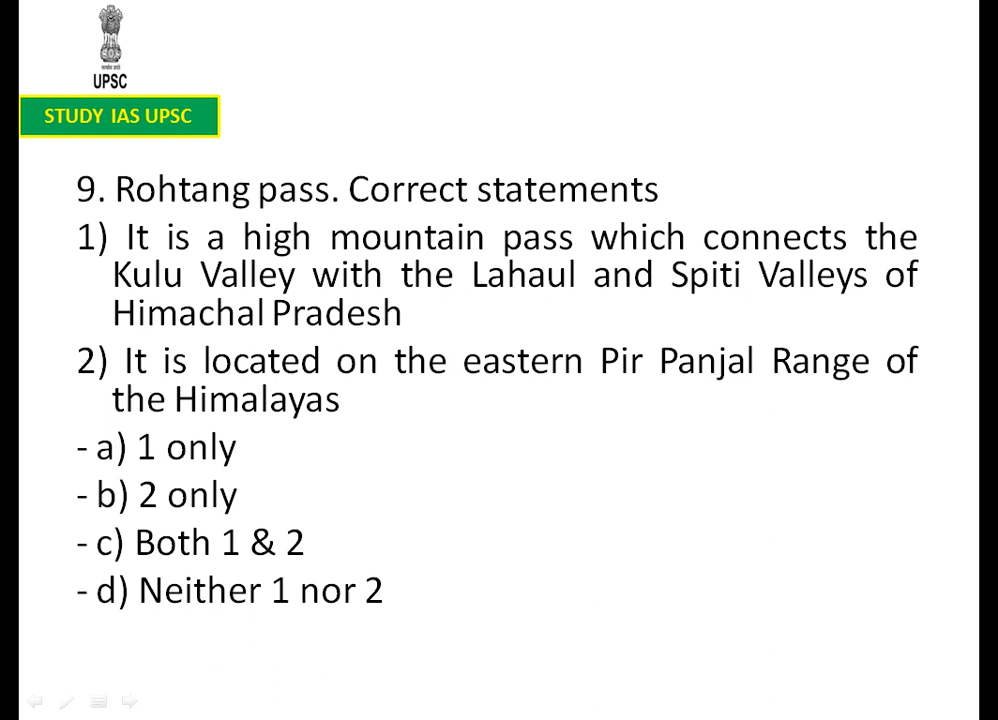 UPSC
STUDY IAS UPSC
9. Rohtang pass. Correct statements
1) It is a high mountain pass which connects the
Kulu Valley with the Lahaul and Spiti Valleys of
Himachal Pradesh
2) It is located on the eastern Pir Panjal Range of
the Himalayas
- a) 1 only
- b) 2 only
- c) Both 1 & 2
- d) Neither 1 nor 2